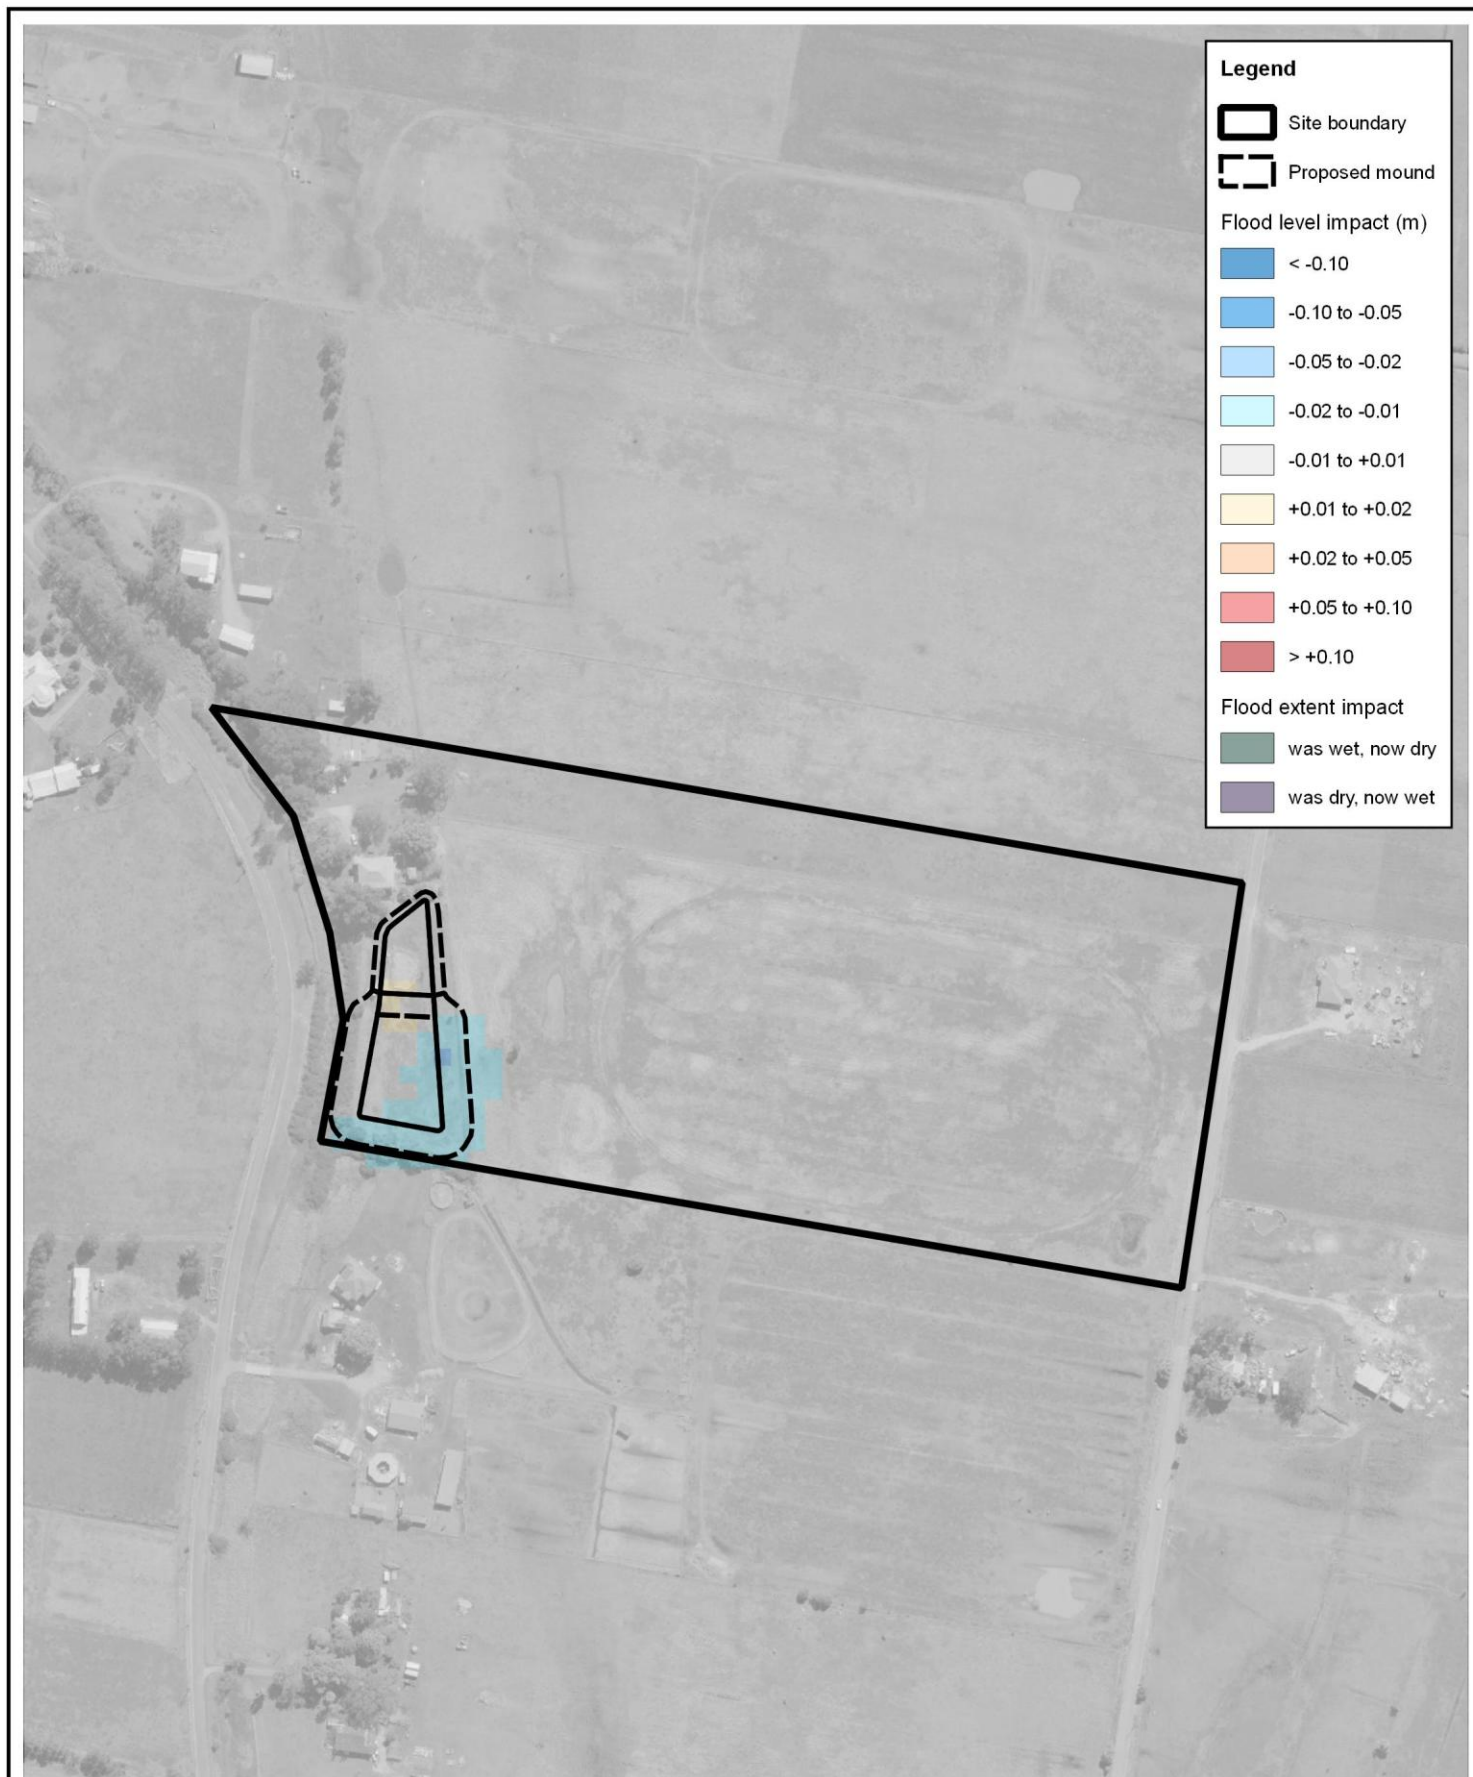 Legend
Site boundary
Proposed mound
Flood level impact (m)
< -0.10
-0.10 to -0.05
-0.05 to -0.02
-0.02 to -0.01
-0.01 to +0.01
+0.01 to +0.02
+0.02 to +0.05
+0.05 to +0.10
> +0.10
Flood extent impact
was wet, now dry
was dry, now wet